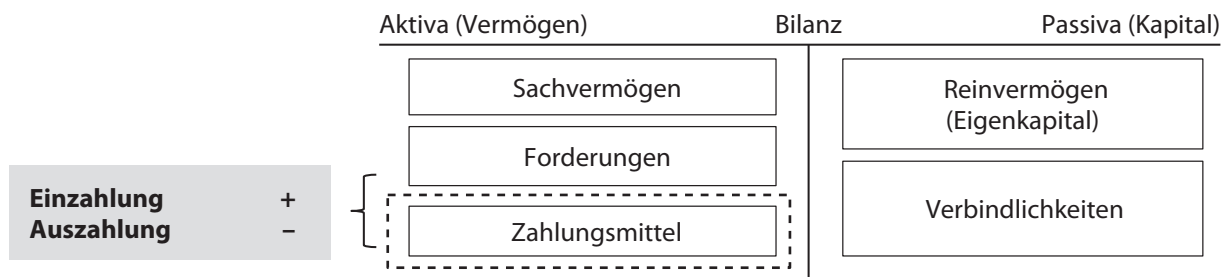 Aktiva (Vermögen) Bilanz Passiva (Kapital)
Sachvermögen
Reinvermögen
(Eigenkapital)
Forderungen
Einzahlung +
Auszahlung –
Zahlungsmittel
Verbindlichkeiten